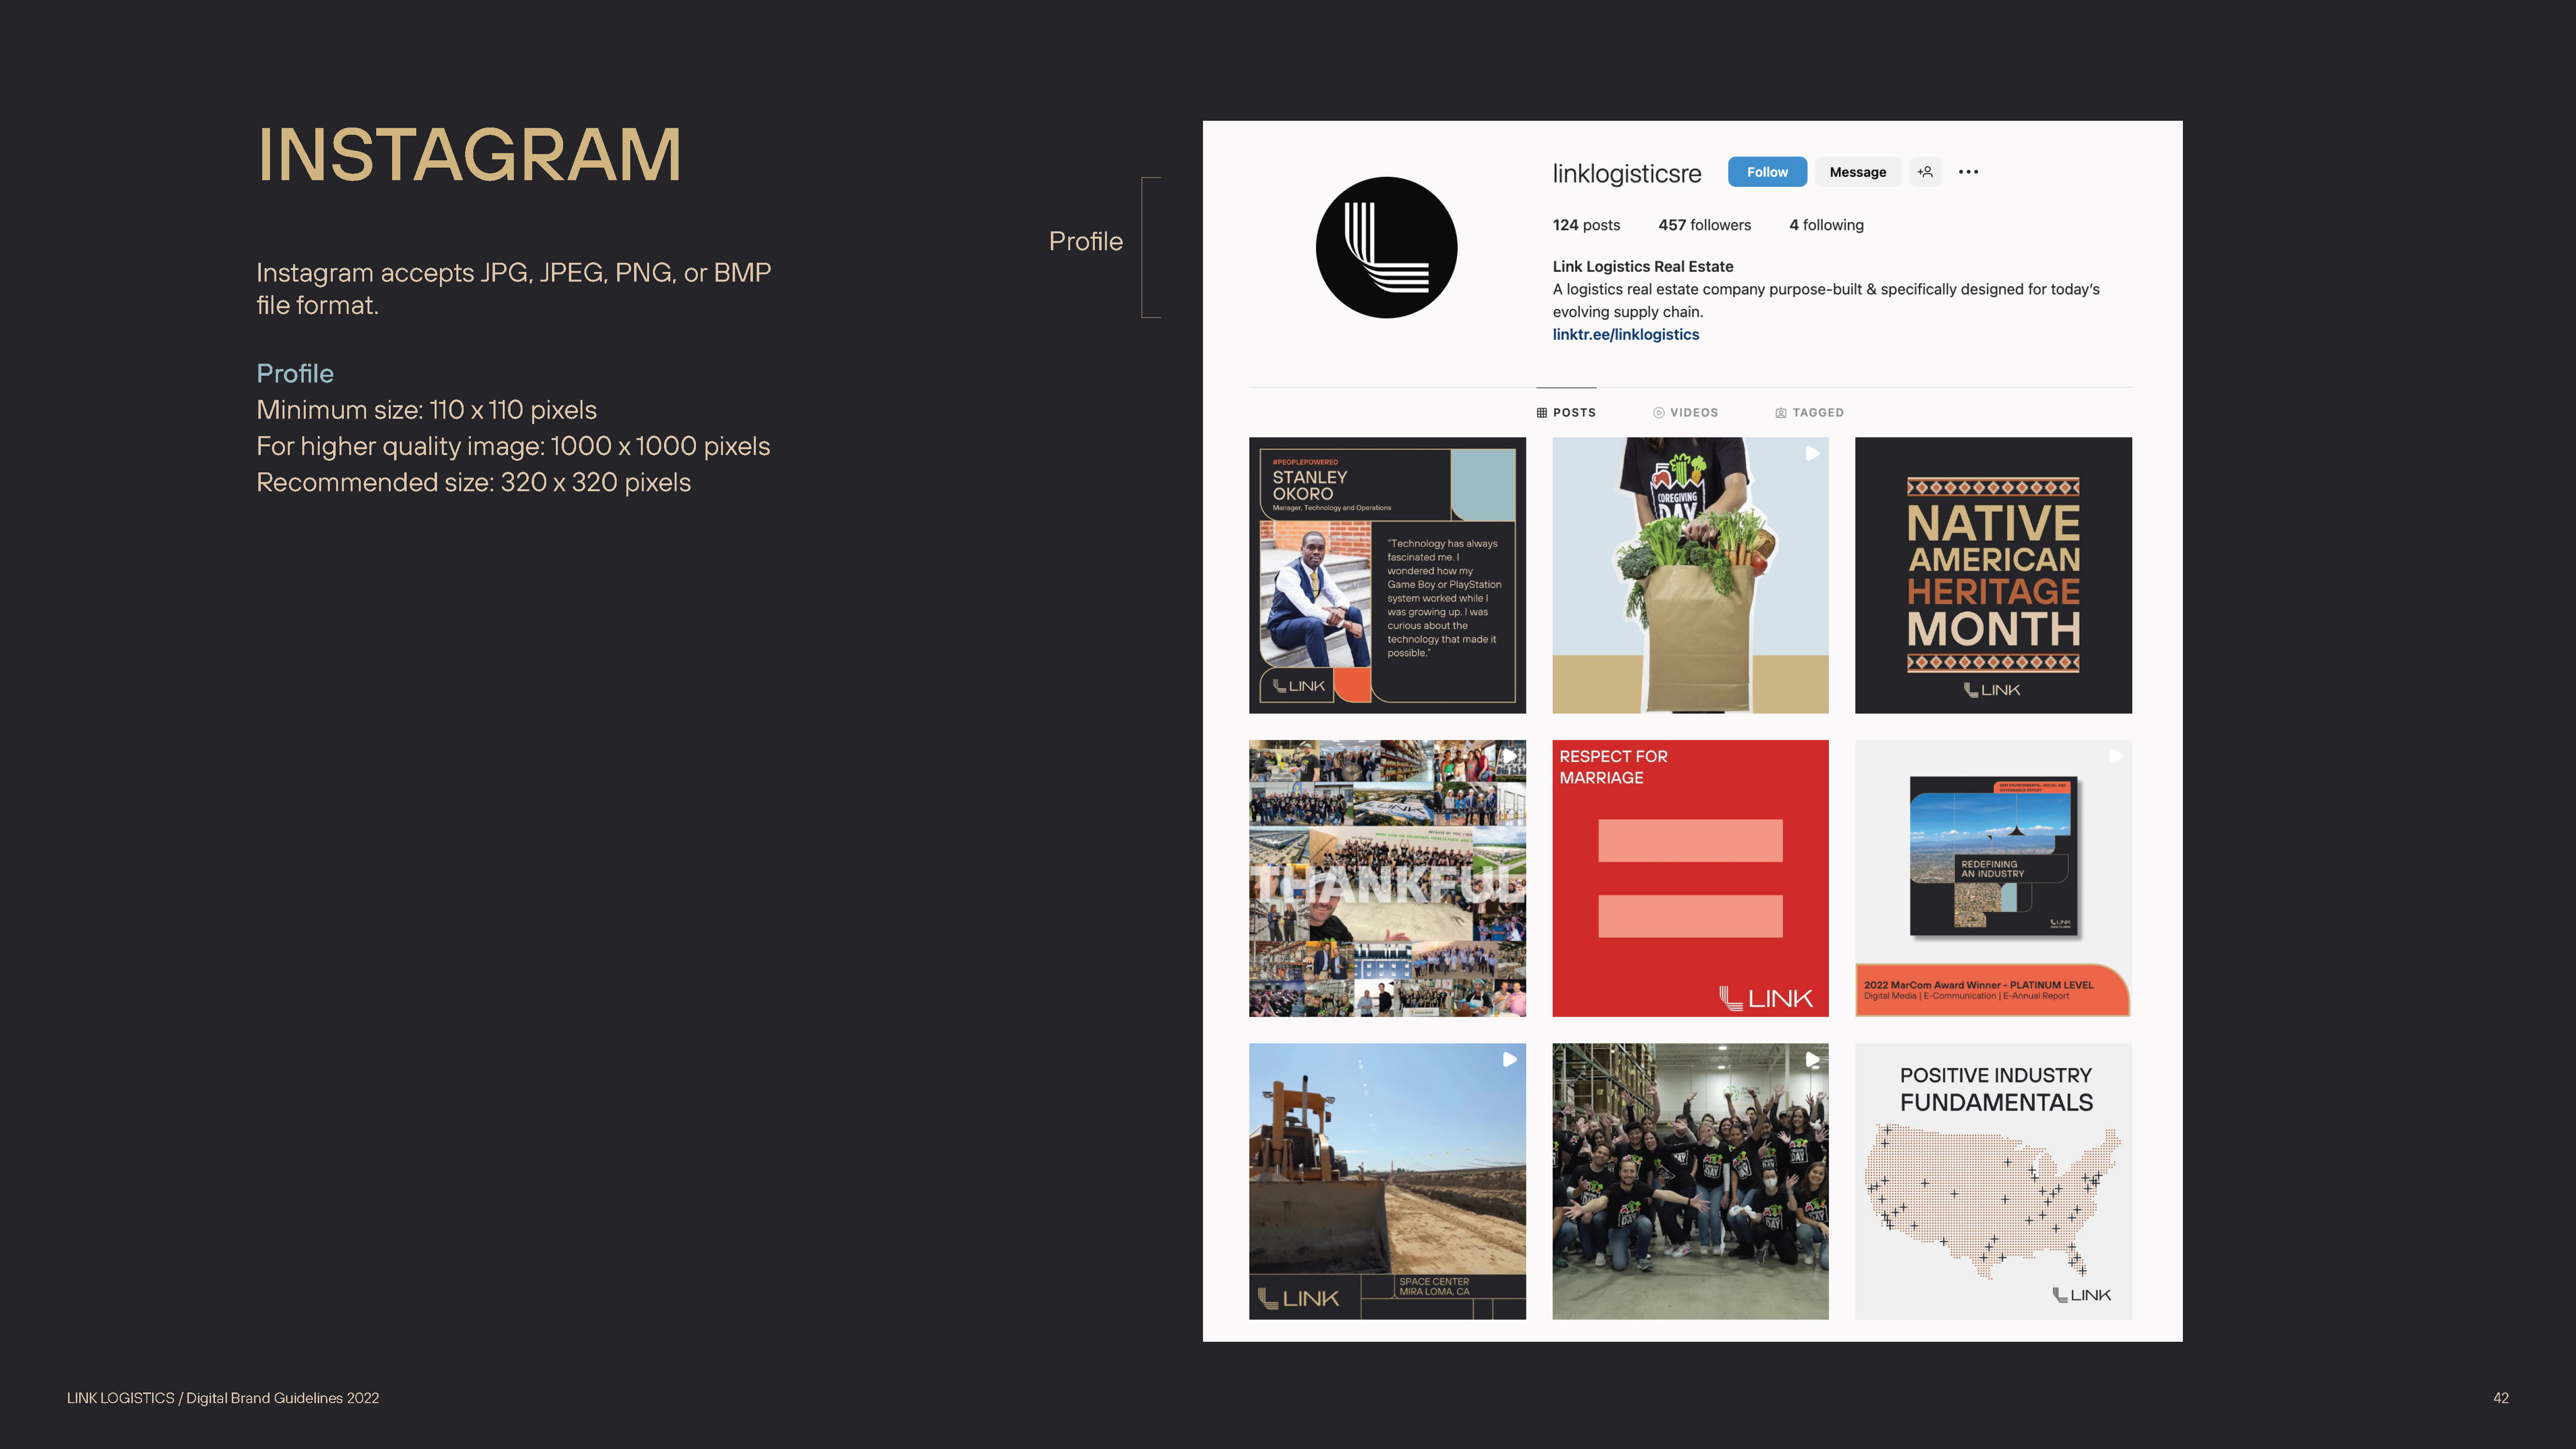 INSTAGRAM
Instagram accepts JPG, JPEG, PNG, or BMP
file format.
Profile
Minimum size: 110 x 110 pixels
For higher quality image: 1000 x 1000 pixels
Recommended size: 320 x 320 pixels
Profile
linklogisticsre
Follow
Message
124 posts 457 followers 4 following
Link Logistics Real Estate
A logistics real estate company purpose-built & specifically designed for today's
evolving supply chain.
linktr.ee/linklogistics
POSTS VIDEOS TAGGED
#PEOPLEPOWERED
STANLEY
OKORO
Manager, Technology and Operations
"Technology has always
fascinated me. I
wondered how my
Game Boy or PlayStation
system worked while I
was growing up. I was
curious about the
technology that made it
possible."
LINK
COREGIVING
DAY
NATIVE
AMERICAN
HERITAGE
MONTH
LINK
THANKFUL
RESPECT FOR
MARRIAGE
LINK
REDEFINING
AN INDUSTRY
LINK
2022 MarCom Award Winner - PLATINUM LEVEL
Digital Media | E-Communication | E-Annual Report
LINK
SPACE CENTER
MIRA LOMA, CA
DAY
DAY
DAY
DAY
POSITIVE INDUSTRY
FUNDAMENTALS
LINK
LINK LOGISTICS / Digital Brand Guidelines 2022
42